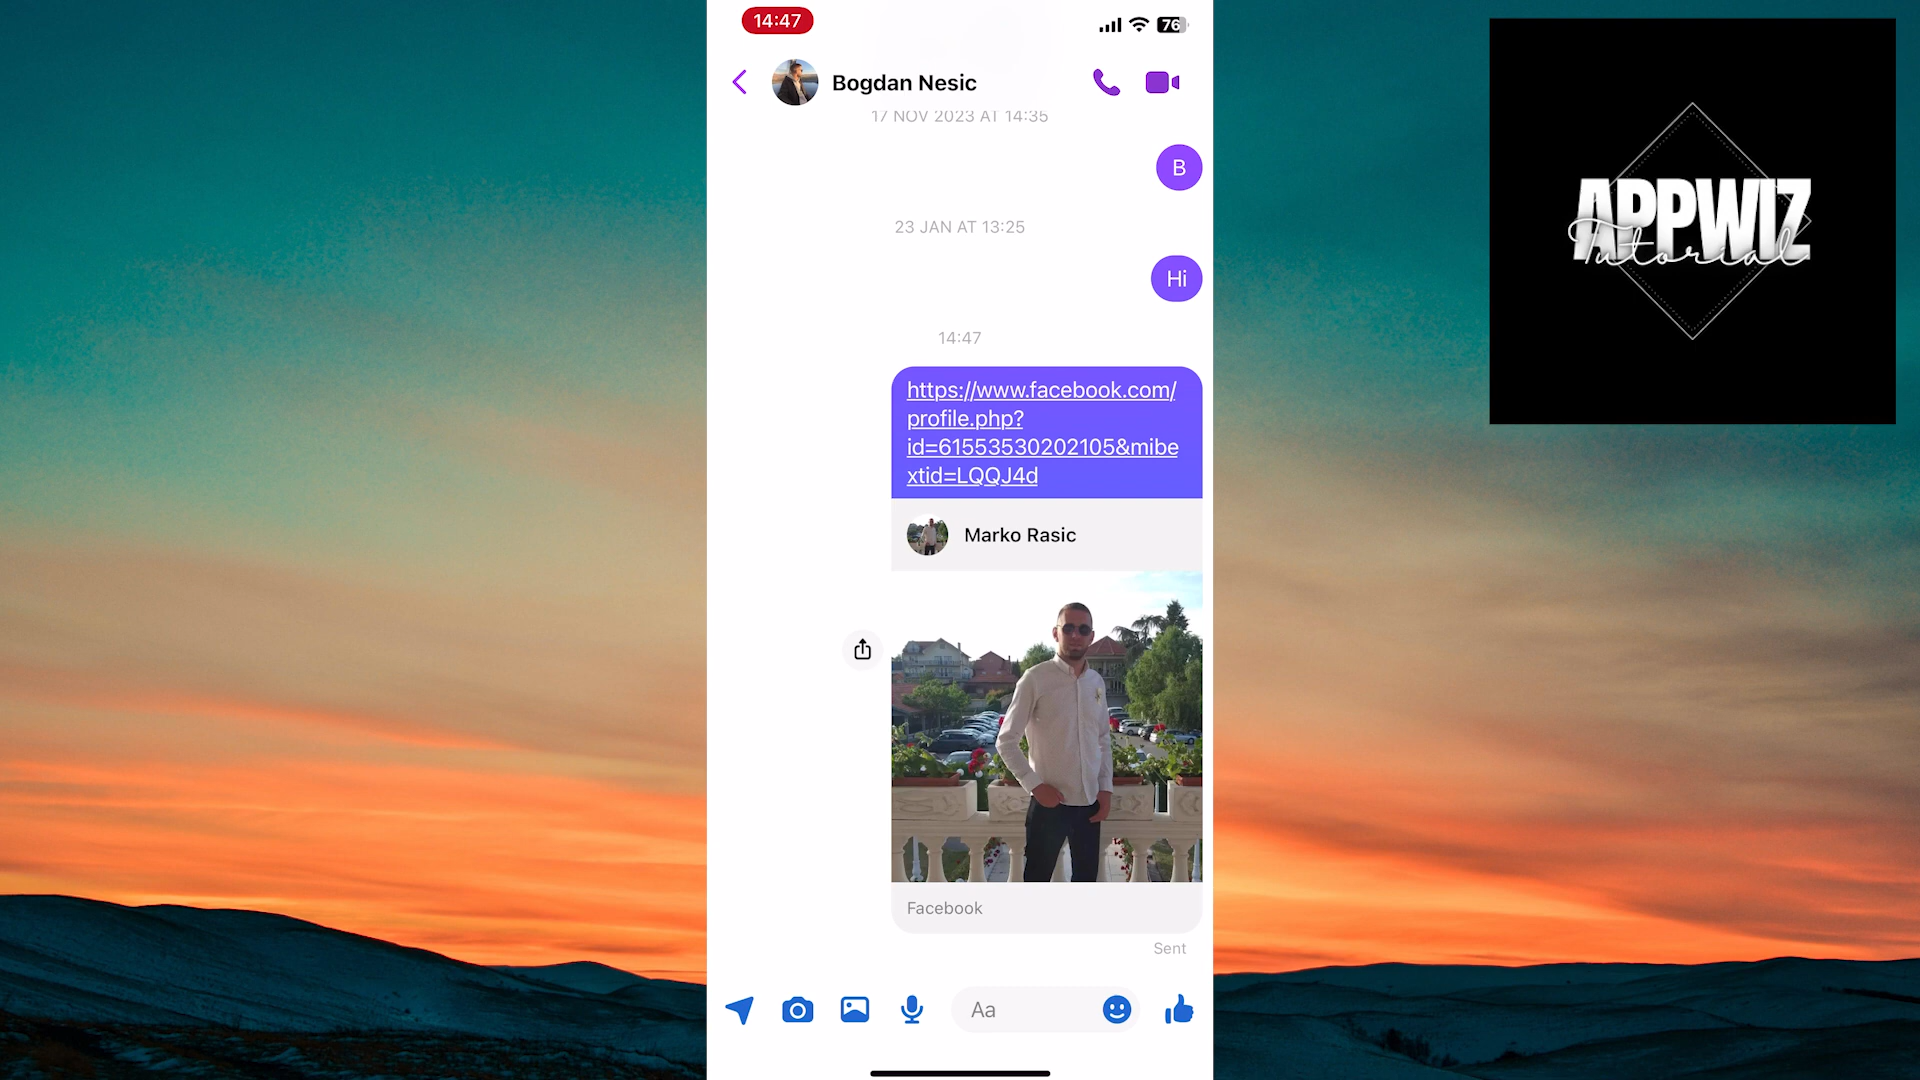 14:47
76
Bogdan Nesic
17 NOV 2023 AT 14:35
B
23 JAN AT 13:25
Hi
14:47
https://www.facebook.com/
profile.php?
id=61553530202105&mibe
xtid=LQQJ4d
Marko Rasic
Facebook
Sent
Aa
APPWIZ
Tutorial